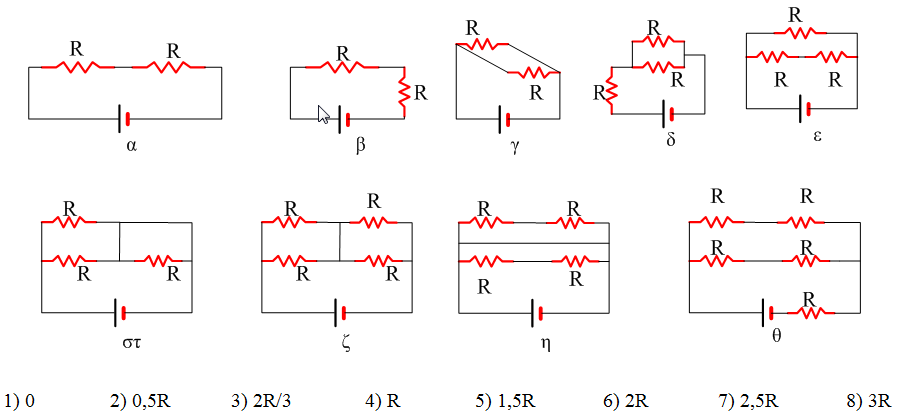 R R R R R R R
R R R R R R
α β γ δ ε
R R R R R R R
R R R R R R R R
R
στ ζ η θ
1) 0 2) 0,5R 3) 2R/3 4) R 5) 1,5R 6) 2R 7) 2,5R 8) 3R